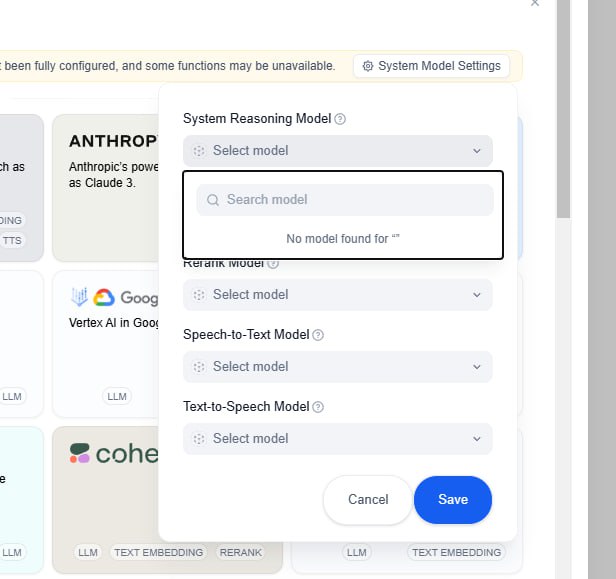 been fully configured, and some functions may be unavailable.
System Model Settings
System Reasoning Model
Select model
Search model
No model found for “”
Rerank Model
Select model
Speech-to-Text Model
Select model
Text-to-Speech Model
Select model
Cancel
Save
ch as
DING
TTS
ANTHROP
Anthropic's powe
as Claude 3.
LLM
Goog
Vertex AI in Goog
LLM
e
LLM
cohe
LLM
TEXT EMBEDDING
RERANK
LLM
TEXT EMBEDDING